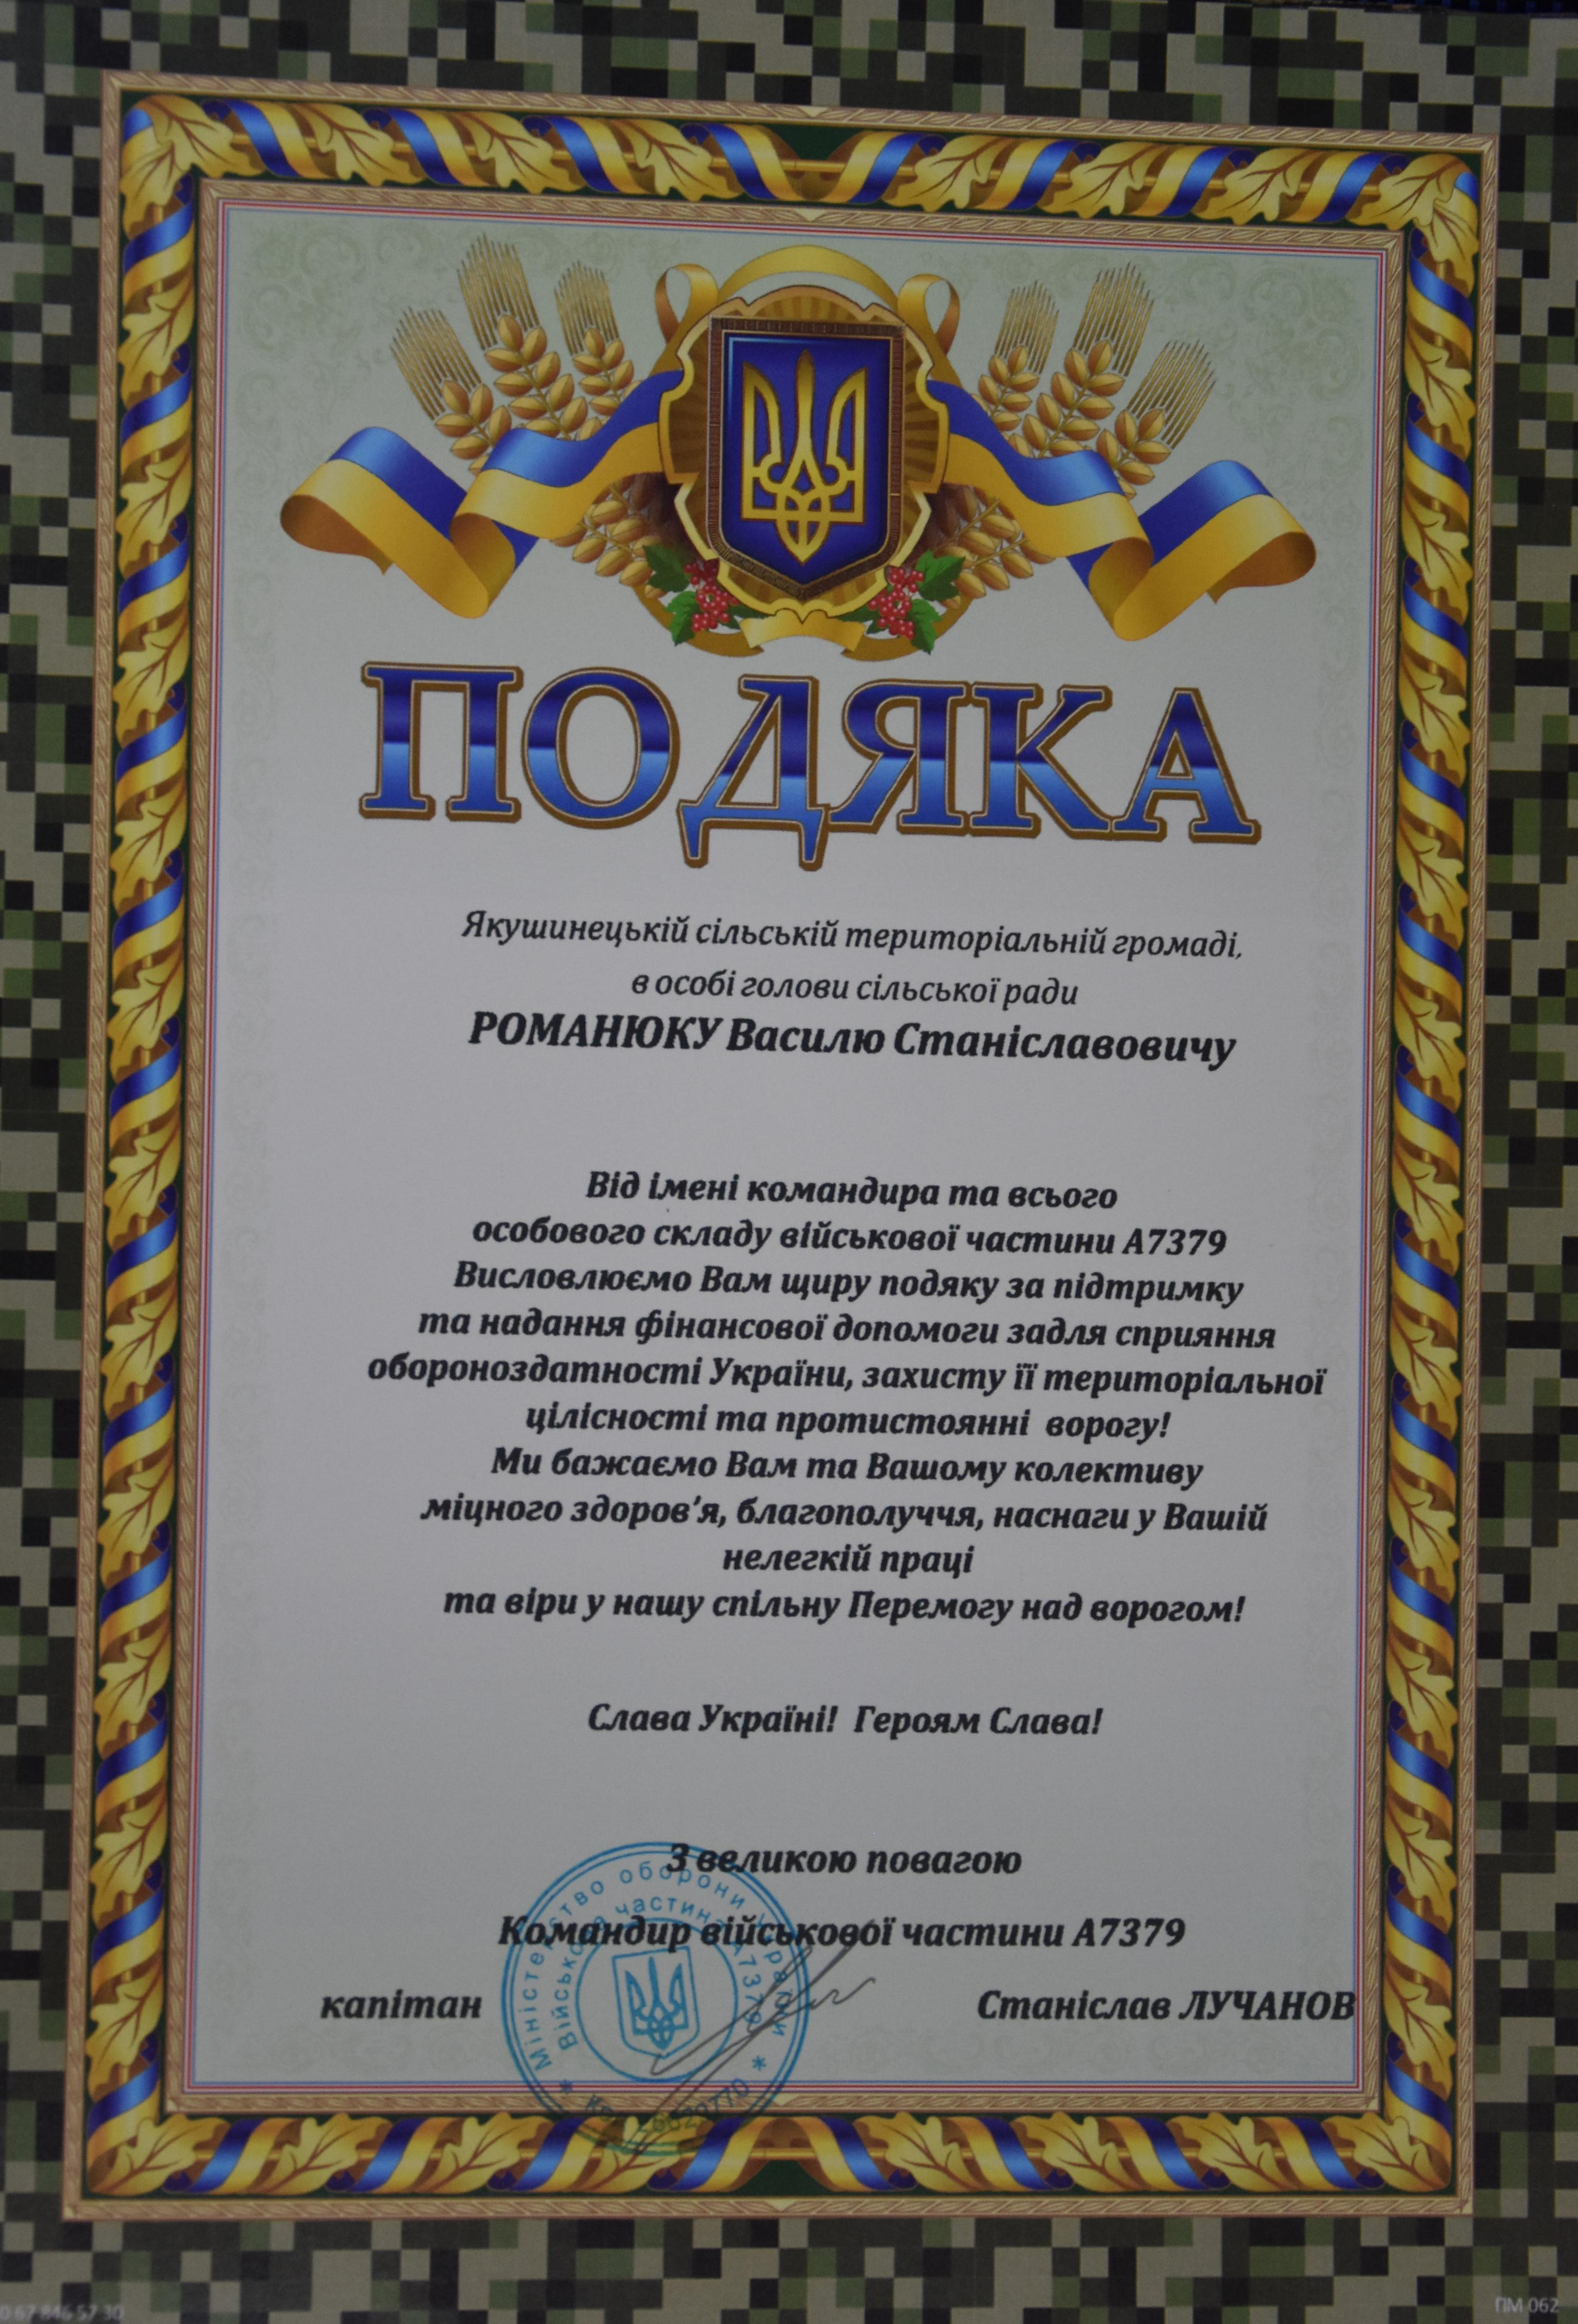 ПОДЯКА
Якушинецькій сільській територіальній громаді,
в особі голови сільської ради
РОМАНЮКУ Василю Станіславовичу
Від імені командира та всього
особового складу військової частини А7379
Висловлюємо Вам щиру подяку за підтримку
та надання фінансової допомоги задля сприяння
обороноздатності України, захисту її територіальної
цілісності та протистоянні ворогу!
Ми бажаємо Вам та Вашому колективу
міцного здоров’я, благополуччя, наснаги у Вашій
нелегкій праці
та віри у нашу спільну Перемогу над ворогом!
Слава Україні! Героям Слава!
З великою повагою
Командир військової частини А7379
капітан Станіслав ЛУЧАНОВ
Міністерство оборони України
Військова частина А7379
67 846 57 30
ПМ 062